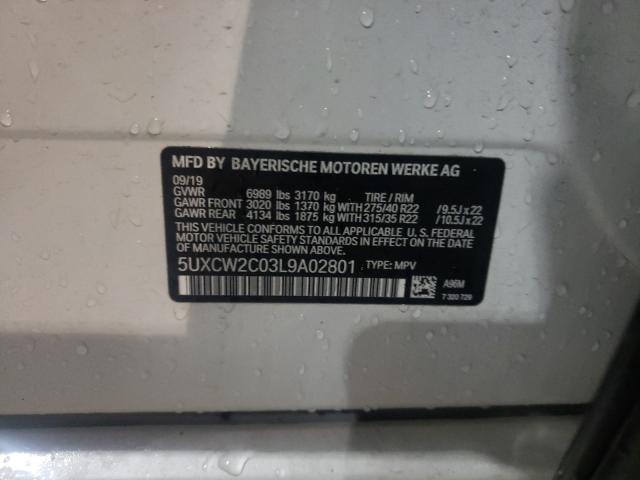 MFD BY BAYERISCHE MOTOREN WERKE AG
09/19
GVWR 6989 lbs 3170 kg TIRE / RIM
GAWR FRONT 3020 lbs 1370 kg WITH 275/40 R22 /9.5J x 22
GAWR REAR 4134 lbs 1875 kg WITH 315/35 R22 /10.5J x 22
THIS VEHICLE CONFORMS TO ALL APPLICABLE U. S. FEDERAL
MOTOR VEHICLE SAFETY STANDARDS IN EFFECT ON THE
DATE OF MANUFACTURE SHOWN ABOVE.
5UXCW2C03L9A02801 TYPE: MPV
A96M
7 320 729